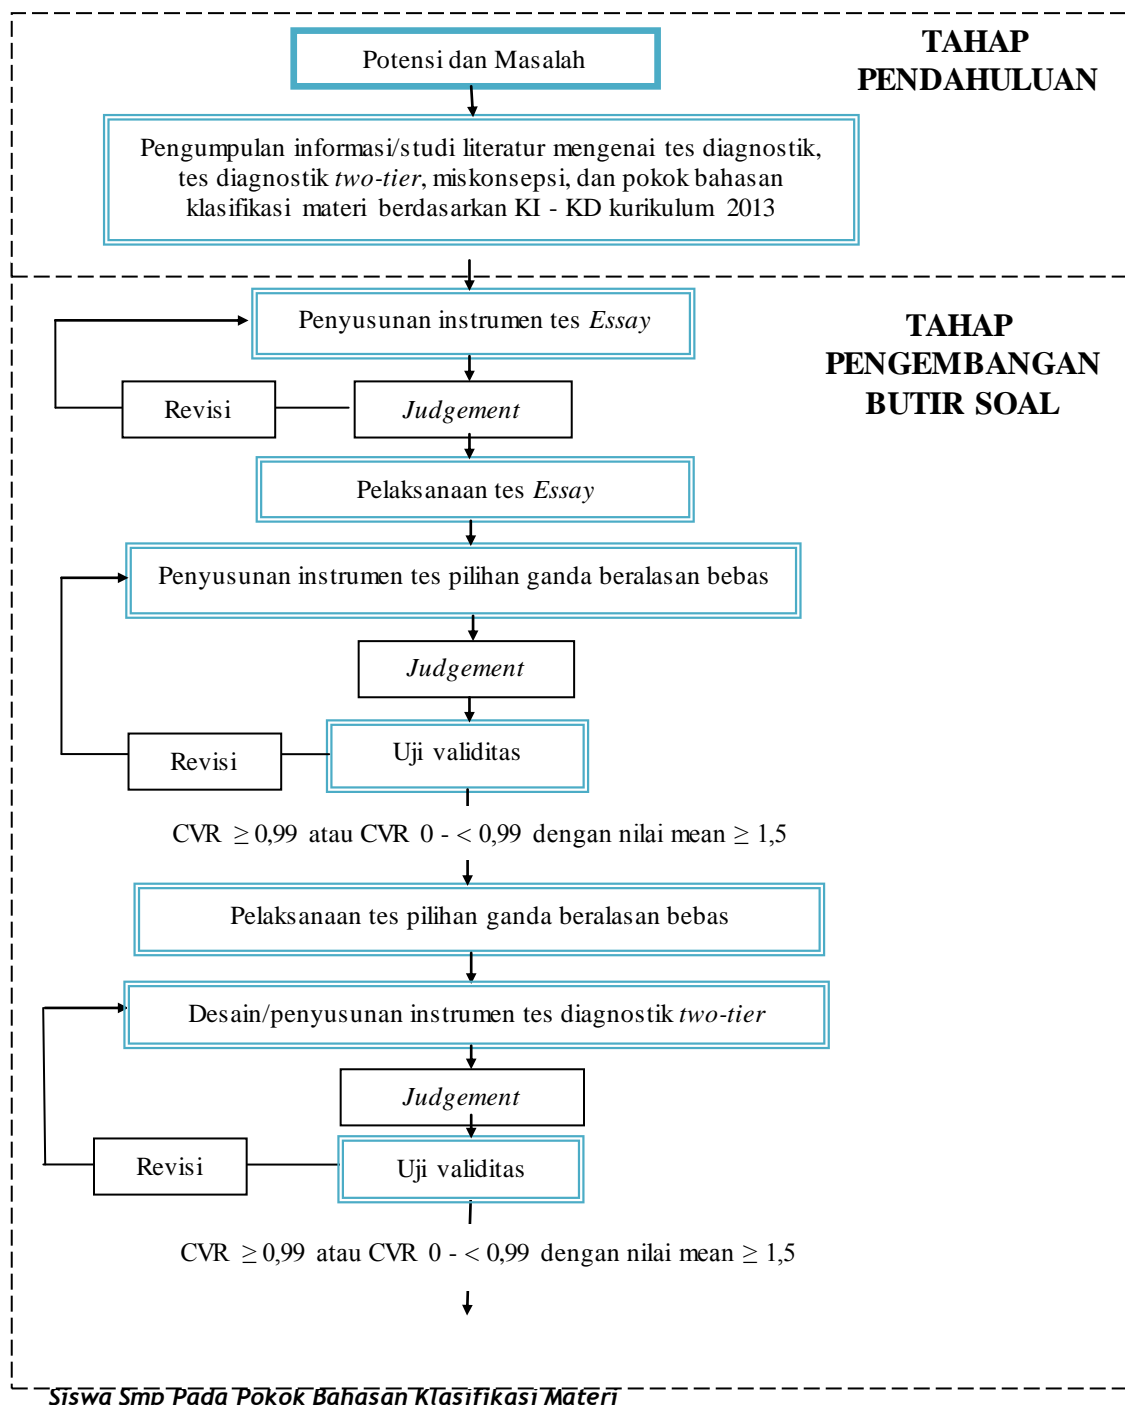 Potensi dan Masalah
TAHAP
PENDAHULUAN
Pengumpulan informasi/studi literatur mengenai tes diagnostik,
tes diagnostik two-tier, miskonsepsi, dan pokok bahasan
klasifikasi materi berdasarkan KI - KD kurikulum 2013
Penyusunan instrumen tes Essay
TAHAP
PENGEMBANGAN
BUTIR SOAL
Revisi
Judgement
Pelaksanaan tes Essay
Penyusunan instrumen tes pilihan ganda beralasan bebas
Judgement
Revisi
Uji validitas
CVR ≥ 0,99 atau CVR 0 - < 0,99 dengan nilai mean ≥ 1,5
Pelaksanaan tes pilihan ganda beralasan bebas
Desain/penyusunan instrumen tes diagnostik two-tier
Judgement
Revisi
Uji validitas
CVR ≥ 0,99 atau CVR 0 - < 0,99 dengan nilai mean ≥ 1,5
Siswa Smp Pada Pokok Bahasan Klasifikasi Materi